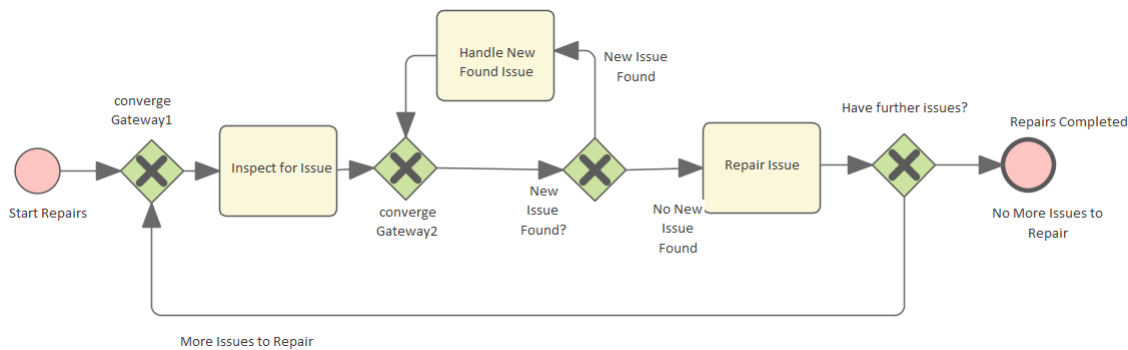 Handle New
Found Issue
New Issue
Found
converge
Gateway1
Have further issues?
Repairs Completed
Inspect for Issue
Repair Issue
Start Repairs
converge
Gateway2
New
Issue
Found?
No New
Issue
Found
No More Issues to
Repair
More Issues to Repair